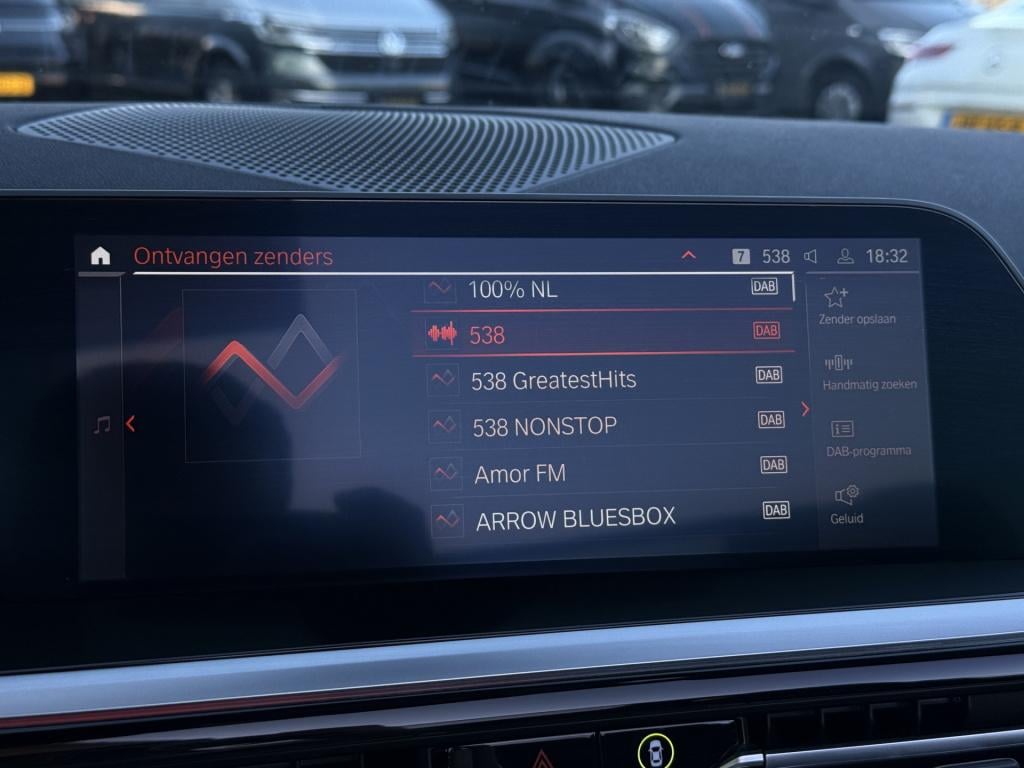 Ontvangen zenders
7 538 18:32
100% NL DAB
538 DAB
538 GreatestHits DAB
538 NONSTOP DAB
Amor FM DAB
ARROW BLUESBOX DAB
Zender opslaan
Handmatig zoeken
DAB-programma
Geluid